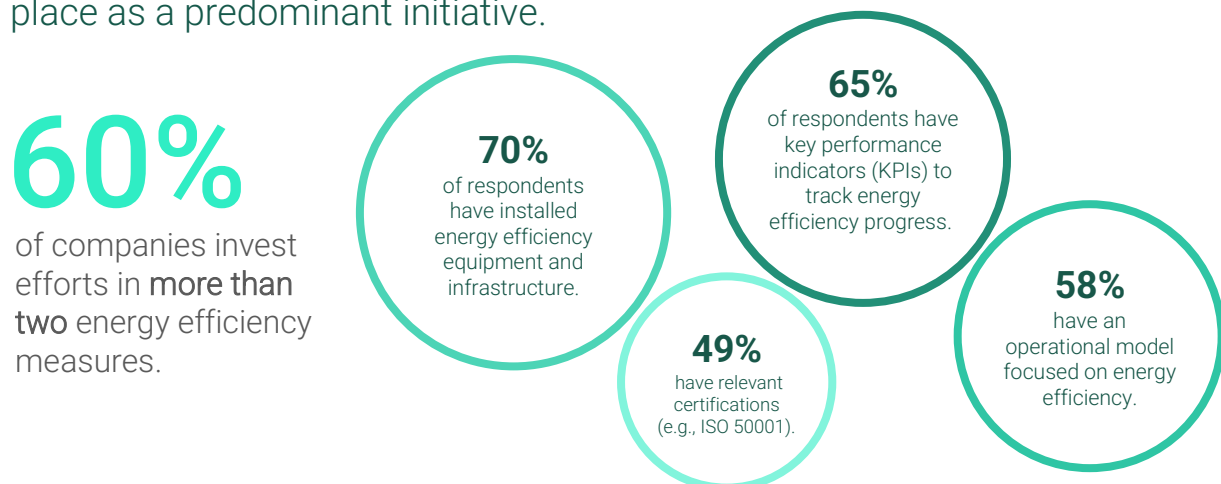 place as a predominant initiative.
60%
of companies invest
efforts in more than
two energy efficiency
measures.
70%
of respondents
have installed
energy efficiency
equipment and
infrastructure.
65%
of respondents have
key performance
indicators (KPIs) to
track energy
efficiency progress.
49%
have relevant
certifications
(e.g., ISO 50001).
58%
have an
operational model
focused on energy
efficiency.